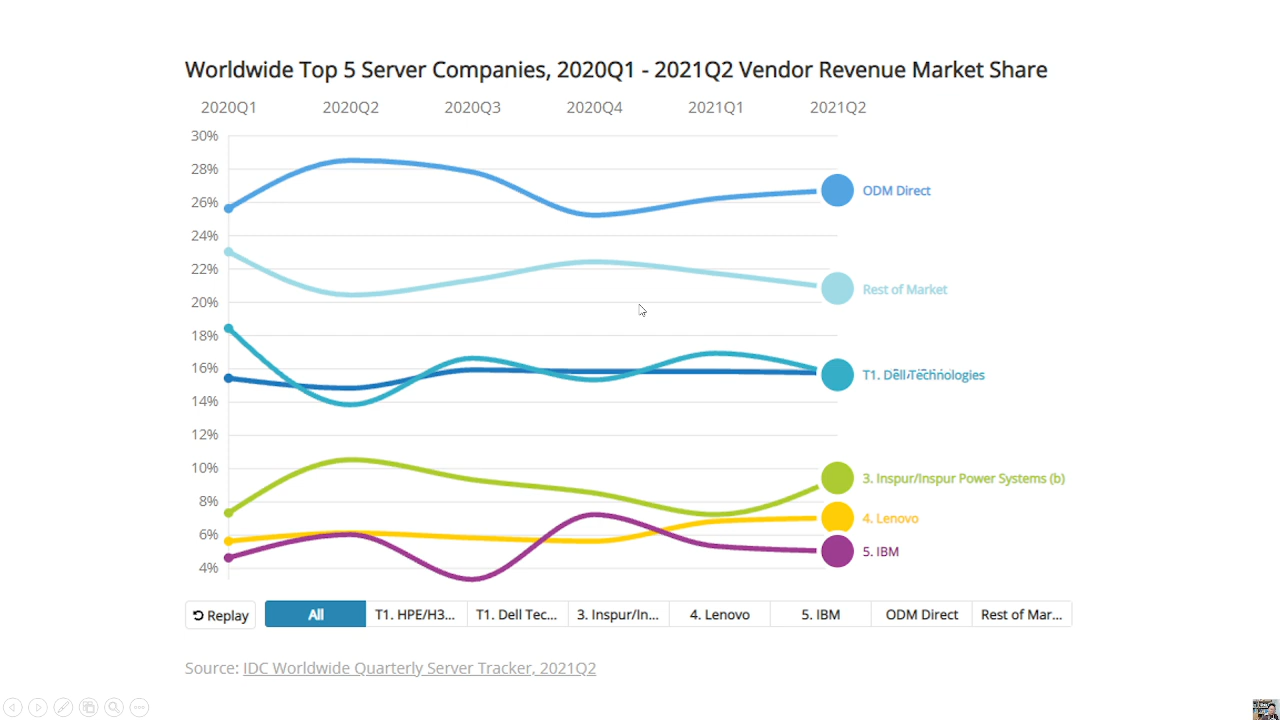 Worldwide Top 5 Server Companies, 2020Q1 - 2021Q2 Vendor Revenue Market Share
2020Q1 2020Q2 2020Q3 2020Q4 2021Q1 2021Q2
30%
28%
26%
ODM Direct
24%
22%
Rest of Market
20%
18%
16%
T1. Dell Technologies
14%
12%
10%
3. Inspur/Inspur Power Systems (b)
8%
6%
4. Lenovo
5. IBM
4%
Replay All T1. HPE/H3... T1. Dell Tec... 3. Inspur/In... 4. Lenovo 5. IBM ODM Direct Rest of Mar...
Source: IDC Worldwide Quarterly Server Tracker, 2021Q2